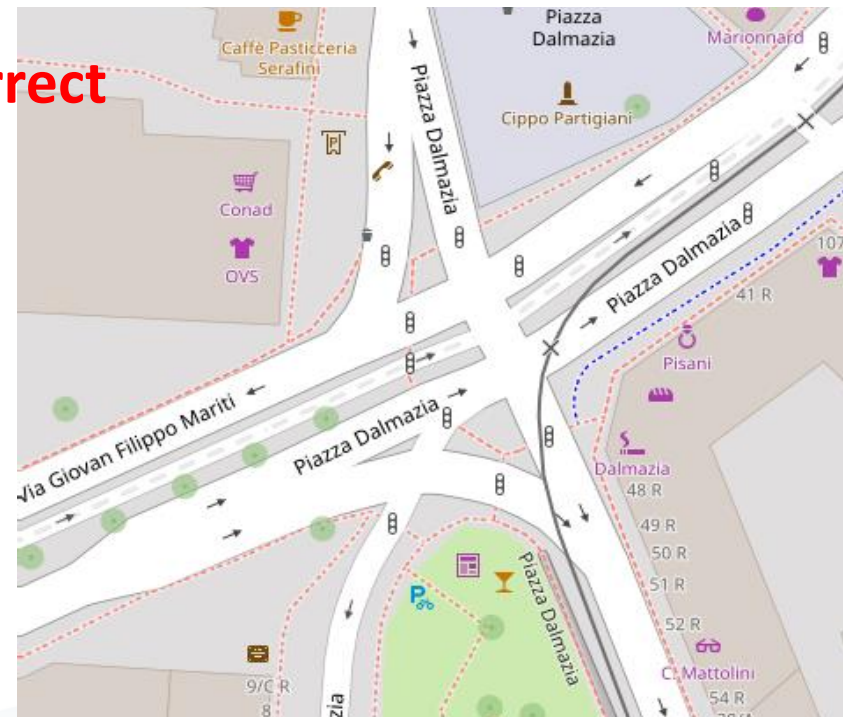 rrect
Caffè Pasticceria
Serafini
Piazza
Dalmazia
Marionnard
Piazza Dalmazia
Cippo Partigiani
P
Conad
OVS
Piazza Dalmazia
107
41 R
Pisani
Via Giovan Filippo Mariti
Piazza Dalmazia
Dalmazia
48 R
49 R
50 R
51 R
52 R
P
Piazza Dalmazia
C. Mattolini
54 R
9/C R
8
zia